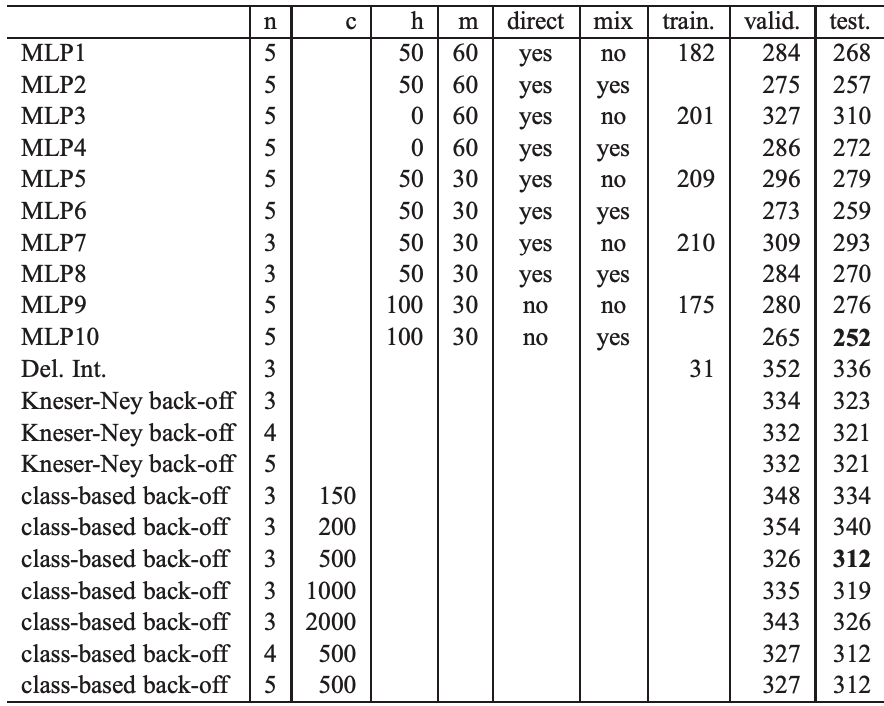 n c h m direct mix train. valid. test.
MLP1 5 50 60 yes no 182 284 268
MLP2 5 50 60 yes yes 275 257
MLP3 5 0 60 yes no 201 327 310
MLP4 5 0 60 yes yes 286 272
MLP5 5 50 30 yes no 209 296 279
MLP6 5 50 30 yes yes 273 259
MLP7 3 50 30 yes no 210 309 293
MLP8 3 50 30 yes yes 284 270
MLP9 5 100 30 no no 175 280 276
MLP10 5 100 30 no yes 265 252
Del. Int. 3 31 352 336
Kneser-Ney back-off 3 334 323
Kneser-Ney back-off 4 332 321
Kneser-Ney back-off 5 332 321
class-based back-off 3 150 348 334
class-based back-off 3 200 354 340
class-based back-off 3 500 326 312
class-based back-off 3 1000 335 319
class-based back-off 3 2000 343 326
class-based back-off 4 500 327 312
class-based back-off 5 500 327 312